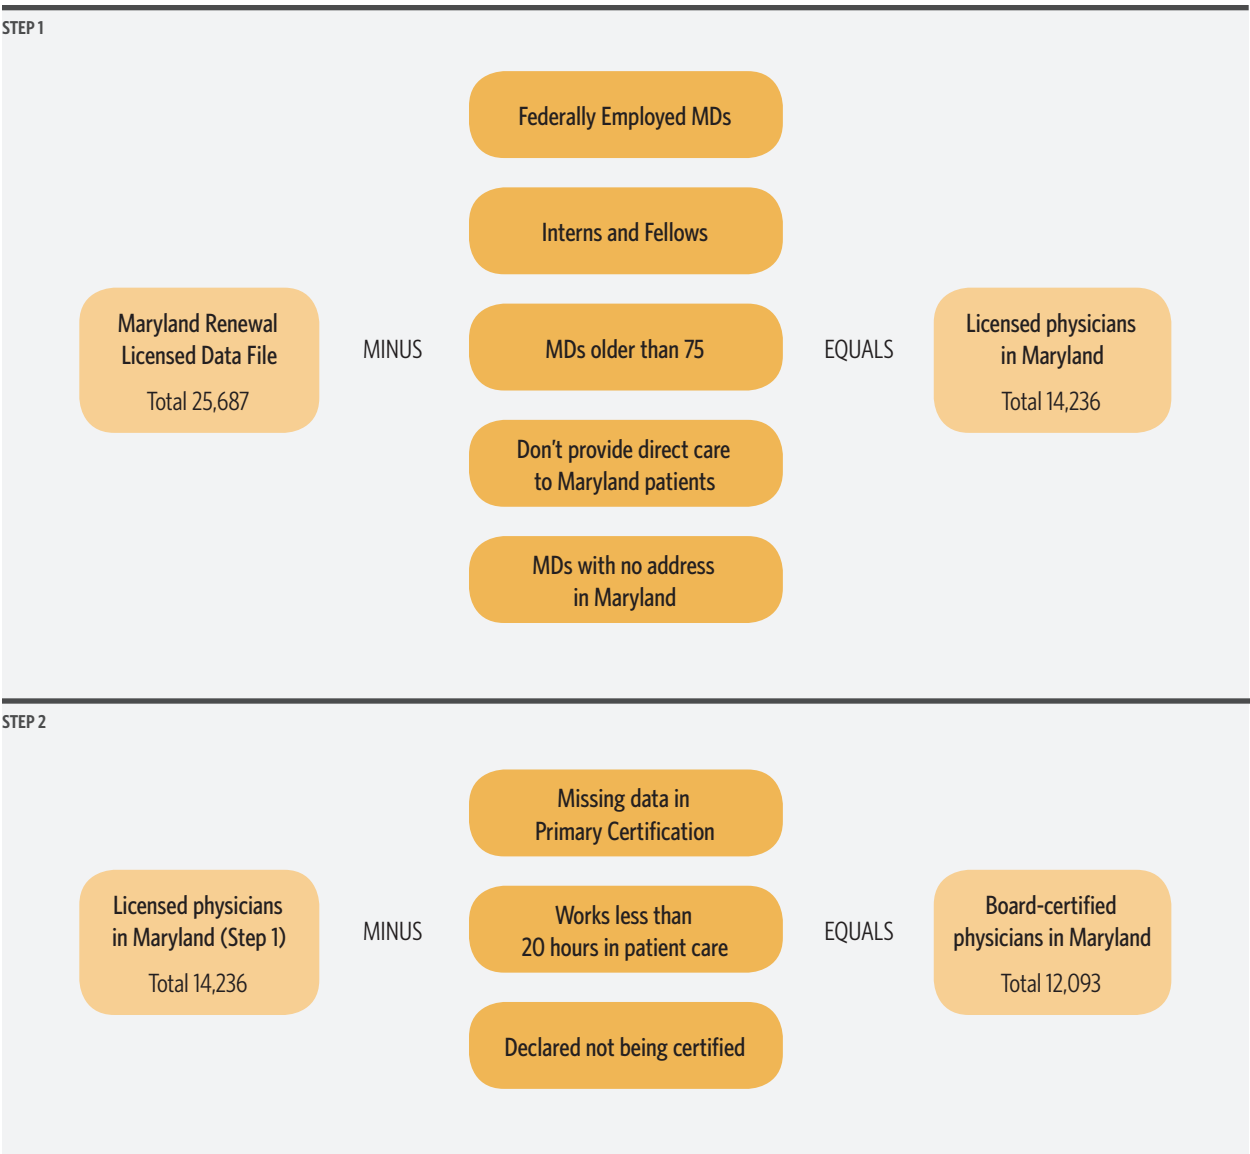 STEP 1
Federally Employed MDs
Interns and Fellows
Maryland Renewal
Licensed Data File
Total 25,687
MINUS
MDs older than 75
EQUALS
Licensed physicians
in Maryland
Total 14,236
Don't provide direct care
to Maryland patients
MDs with no address
in Maryland
STEP 2
Missing data in
Primary Certification
Licensed physicians
in Maryland (Step 1)
Total 14,236
MINUS
Works less than
20 hours in patient care
EQUALS
Board-certified
physicians in Maryland
Total 12,093
Declared not being certified